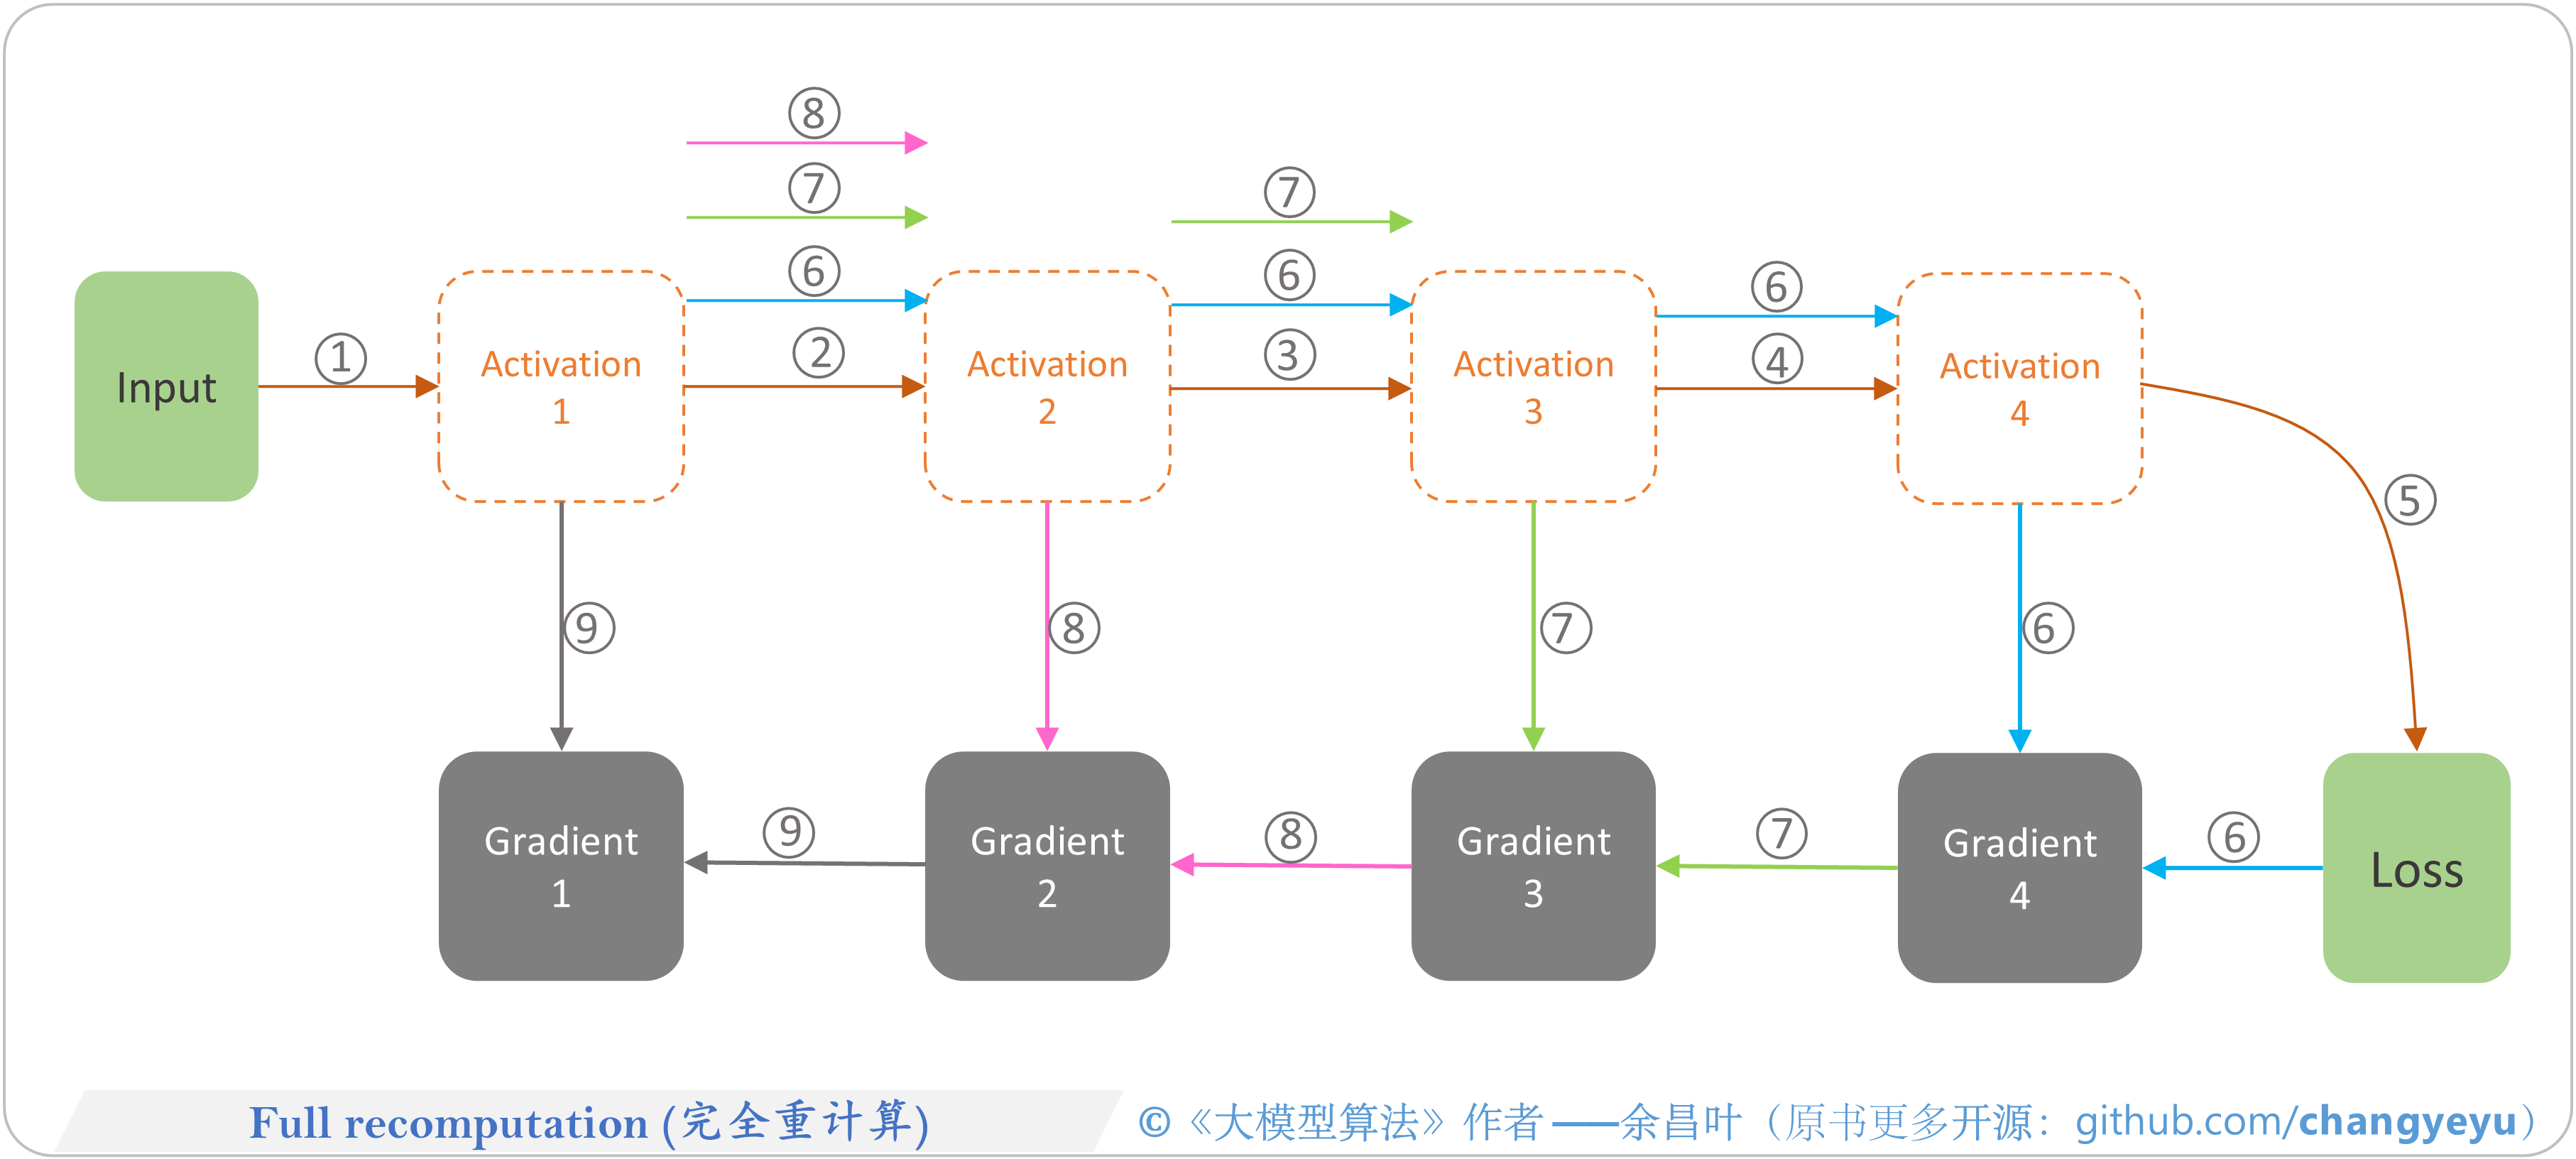 ⑧
⑦
⑦
⑥
⑥
⑥
①
②
③
④
Input
Activation
1
Activation
2
Activation
3
Activation
4
⑤
⑨
⑧
⑦
⑥
Gradient
1
⑨
Gradient
2
⑧
Gradient
3
⑦
Gradient
4
⑥
Loss
Full recomputation (完全重计算)
©《大模型算法》作者 ——余昌叶（原书更多开源：github.com/changyeyu）